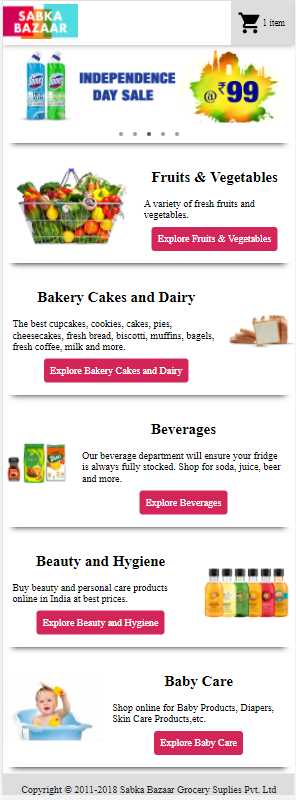 SABKA
BAZAAR
1 item
INDEPENDENCE
DAY SALE
@ ₹99
Fruits & Vegetables
A variety of fresh fruits and
vegetables.
Explore Fruits & Vegetables
Bakery Cakes and Dairy
The best cupcakes, cookies, cakes, pies,
cheesecakes, fresh bread, biscotti, muffins, bagels,
fresh coffee, milk and more.
Explore Bakery Cakes and Dairy
Beverages
Our beverage department will ensure your fridge
is always fully stocked. Shop for soda, juice, beer
and more.
Explore Beverages
Beauty and Hygiene
Buy beauty and personal care products
online in India at best prices.
Explore Beauty and Hygiene
Baby Care
Shop online for Baby Products, Diapers,
Skin Care Products,etc.
Explore Baby Care
Copyright © 2011-2018 Sabka Bazaar Grocery Suplies Pvt. Ltd